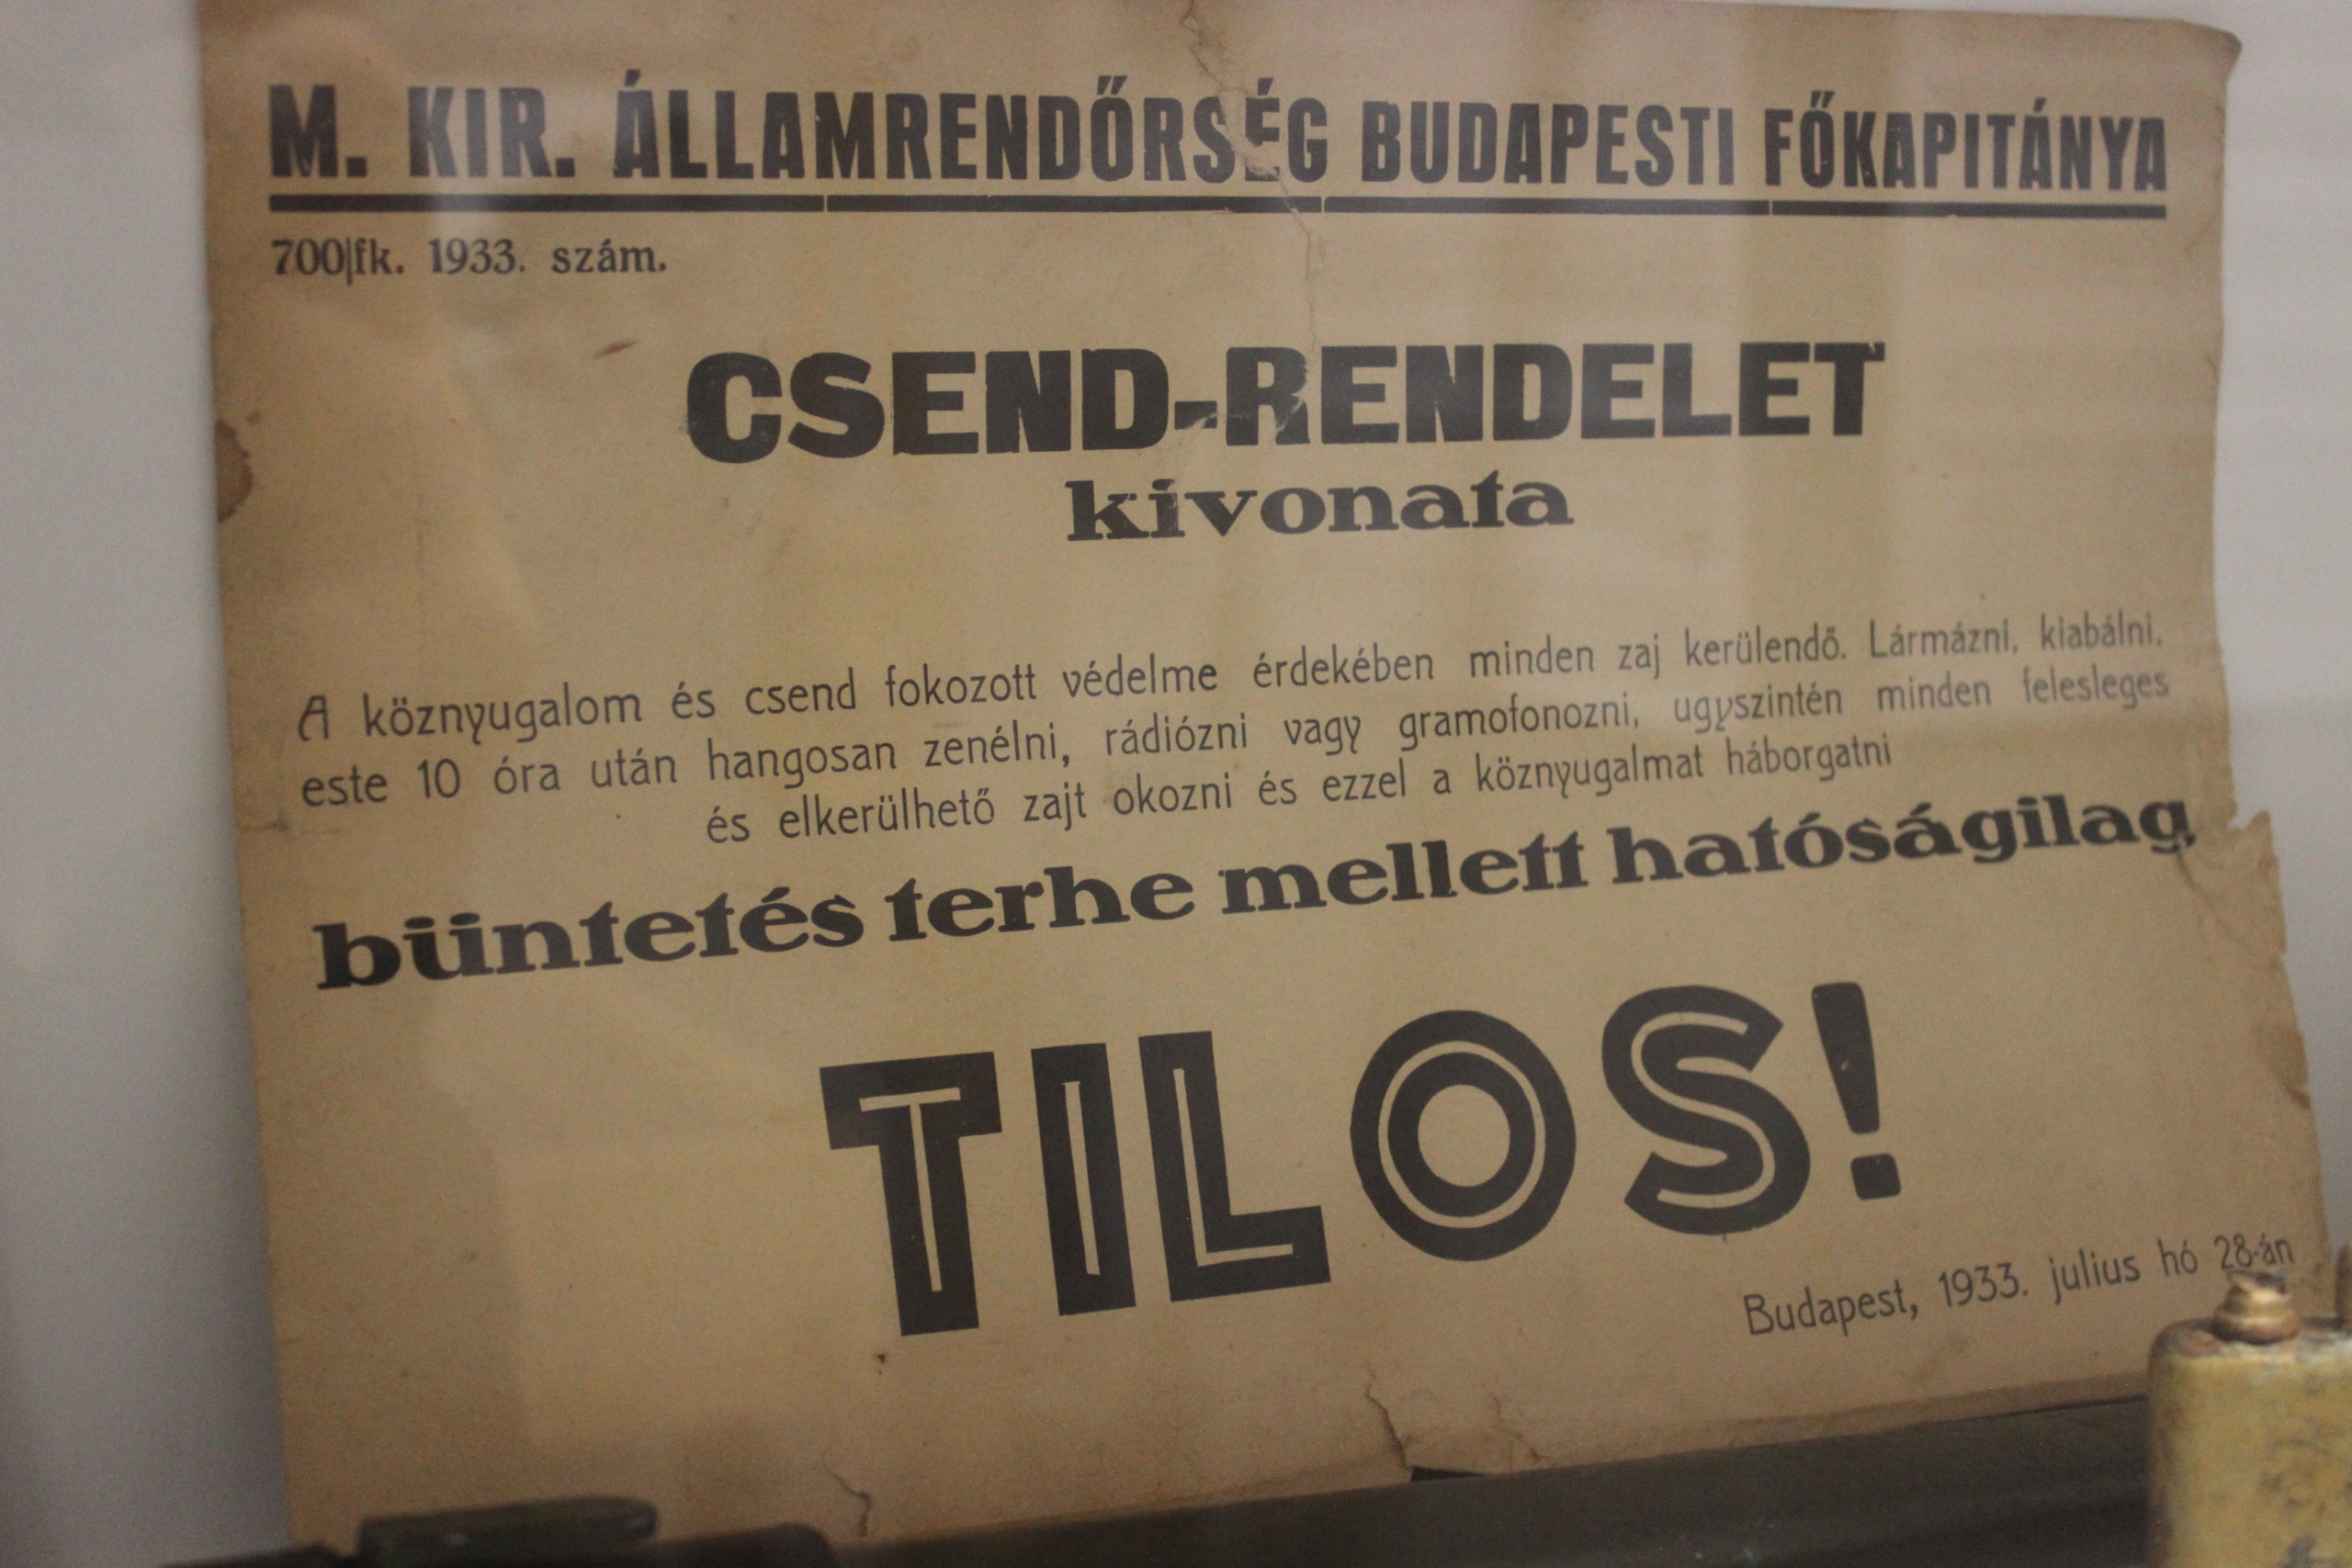 M. KIR. ÁLLAMRENDŐRSÉG BUDAPESTI FŐKAPITÁNYA
700|fk. 1933. szám.
CSEND-RENDELET
kivonata
A köznyugalom és csend fokozott védelme érdekében minden zaj kerülendő. Lármázni, kiabálni,
este 10 óra után hangosan zenélni, rádiózni vagy gramofonozni, ugyszintén minden felesleges
és elkerülhető zajt okozni és ezzel a köznyugalmat háborgatni
büntetés terhe mellett hatóságilag
TILOS!
Budapest, 1933. julius hó 28-án